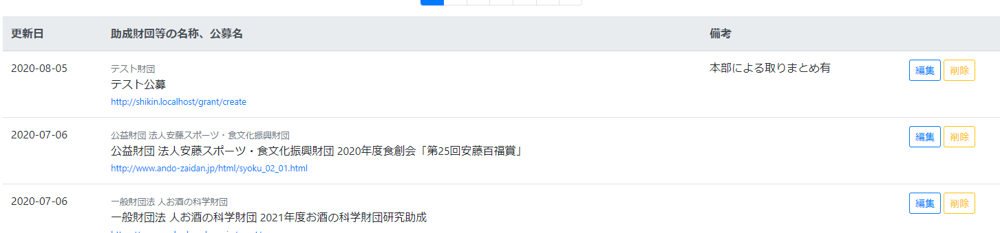 更新日 助成財団等の名称、公募名 備考
2020-08-05 テスト財団 本部による取りまとめ有 編集 削除
テスト公募
http://shikin.localhost/grant/create
2020-07-06 公益財団 法人安藤スポーツ・食文化振興財団 編集 削除
公益財団 法人安藤スポーツ・食文化振興財団 2020年度食創会「第25回安藤百福賞」
http://www.ando-zaidan.jp/html/syoku_02_01.html
2020-07-06 一般財団法 人お酒の科学財団 編集 削除
一般財団法 人お酒の科学財団 2021年度お酒の科学財団研究助成